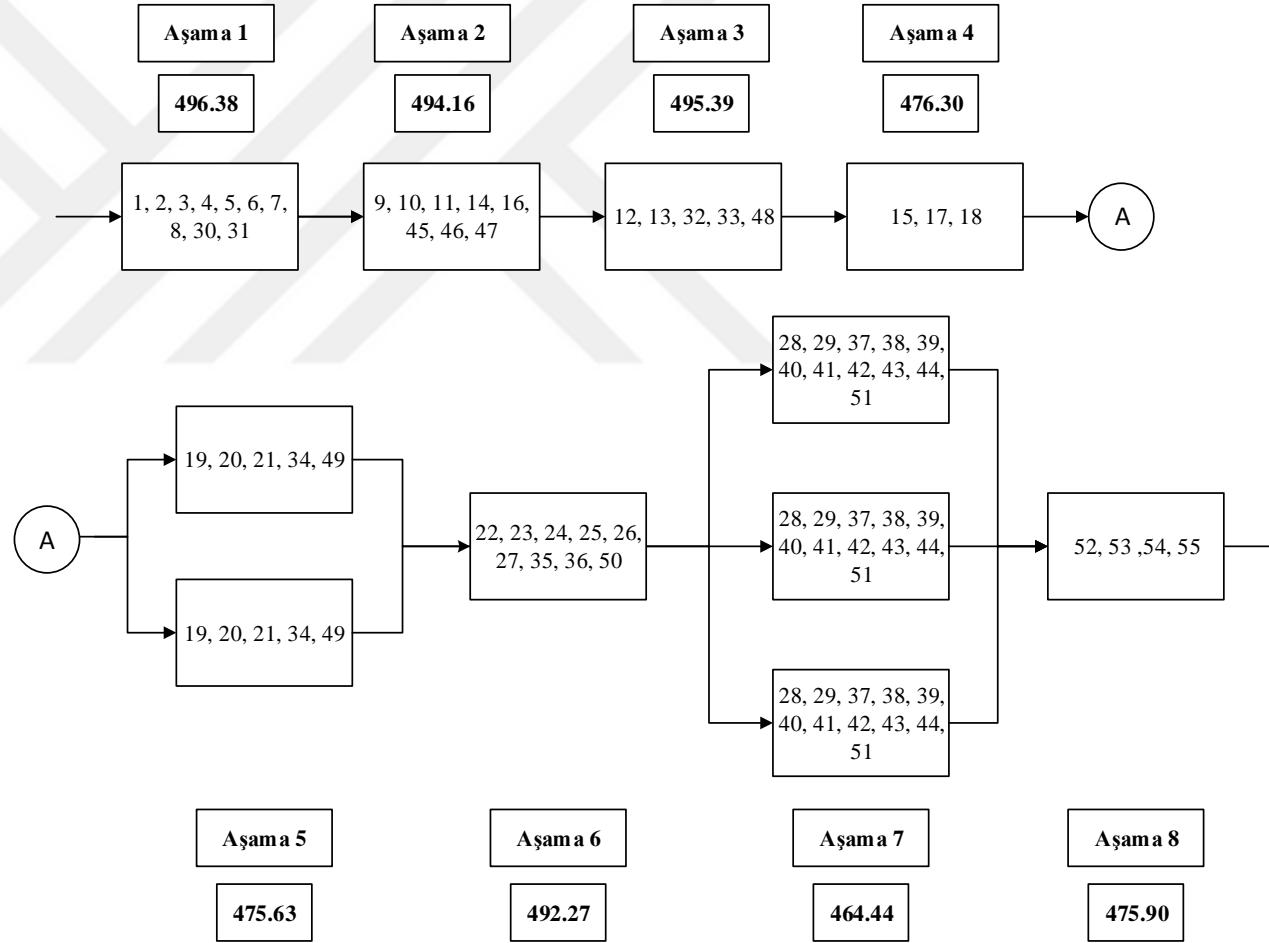 Aşama 1
Aşama 2
Aşama 3
Aşama 4
496.38
494.16
495.39
476.30
1, 2, 3, 4, 5, 6, 7,
8, 30, 31
9, 10, 11, 14, 16,
45, 46, 47
12, 13, 32, 33, 48
15, 17, 18
A
A
19, 20, 21, 34, 49
19, 20, 21, 34, 49
22, 23, 24, 25, 26,
27, 35, 36, 50
28, 29, 37, 38, 39,
40, 41, 42, 43, 44,
51
28, 29, 37, 38, 39,
40, 41, 42, 43, 44,
51
28, 29, 37, 38, 39,
40, 41, 42, 43, 44,
51
52, 53 ,54, 55
Aşama 5
Aşama 6
Aşama 7
Aşama 8
475.63
492.27
464.44
475.90